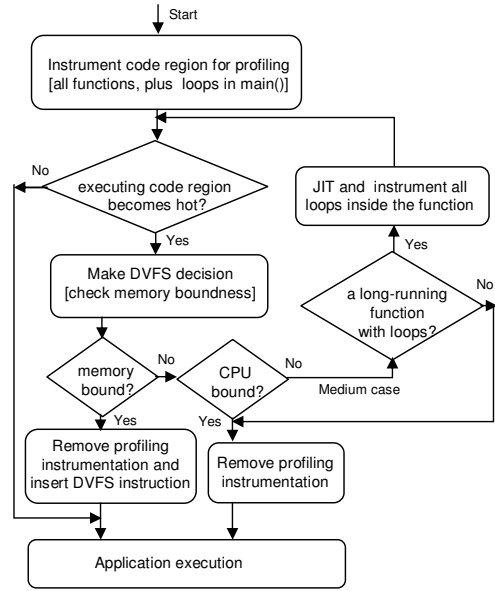 Start
Instrument code region for profiling
[all functions, plus loops in main()]
No
executing code region
becomes hot?
Yes
JIT and instrument all
loops inside the function
Yes
Make DVFS decision
[check memory boundness]
a long-running
function
with loops?
No
memory
bound?
No
CPU
bound?
No
Medium case
Yes
Yes
Remove profiling
instrumentation and
insert DVFS instruction
Remove profiling
instrumentation
Application execution